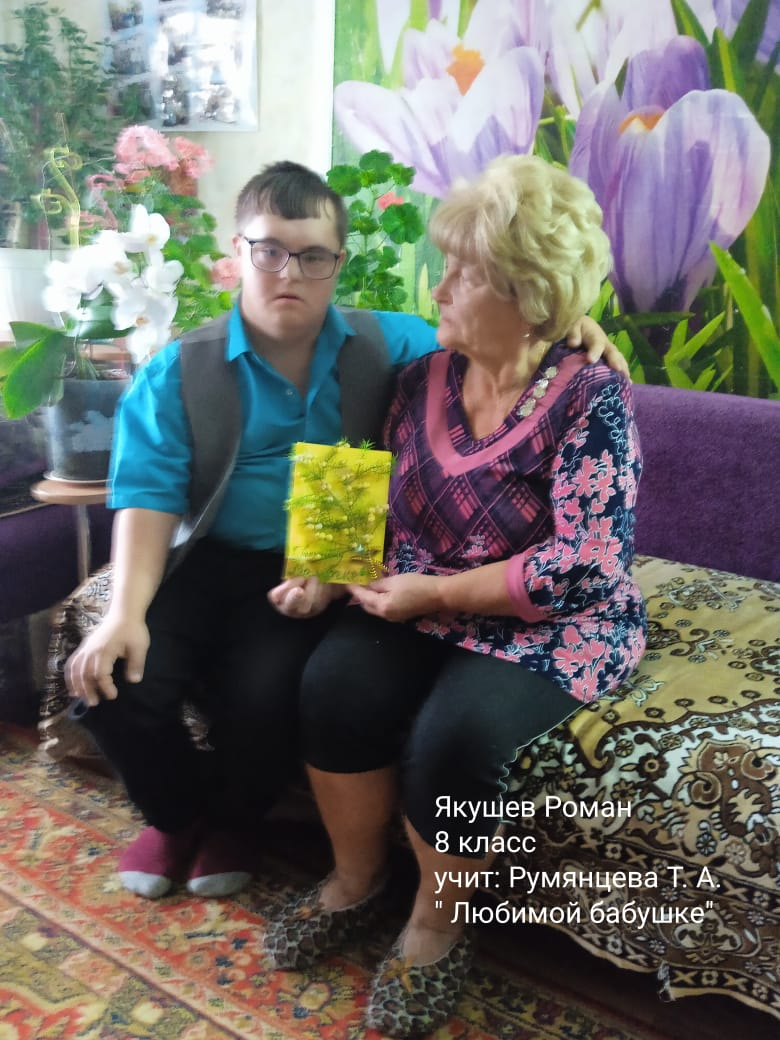 Якушев Роман
8 класс
учит: Румянцева Т. А.
" Любимой бабушке"